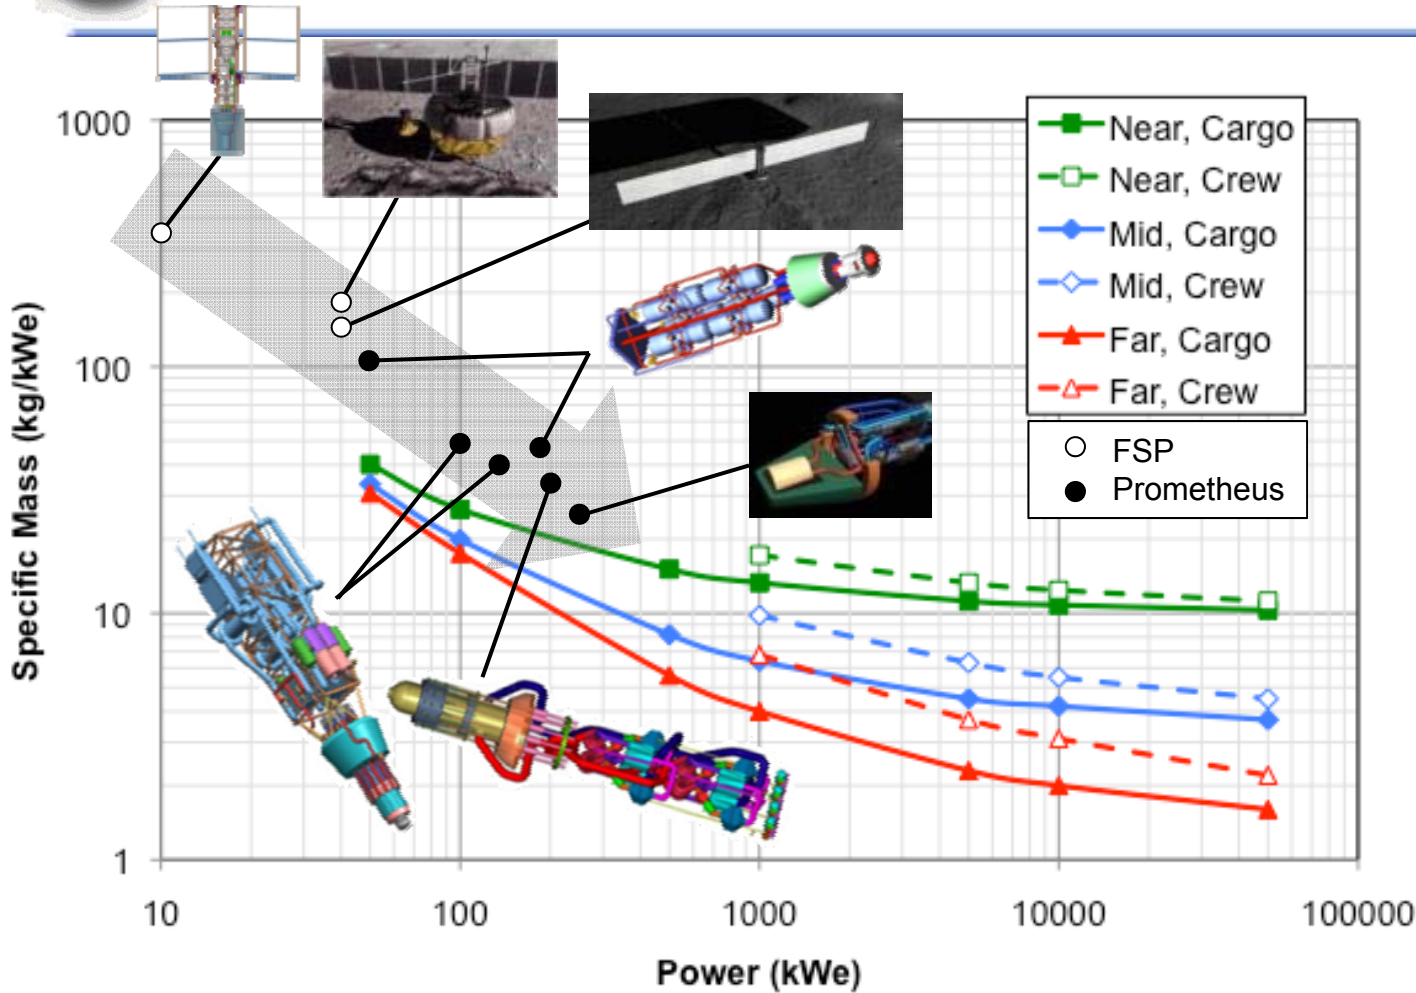 1000
100
10
1
10
100
1000
10000
100000
Specific Mass (kg/kWe)
Power (kWe)
Near, Cargo
Near, Crew
Mid, Cargo
Mid, Crew
Far, Cargo
Far, Crew
FSP
Prometheus